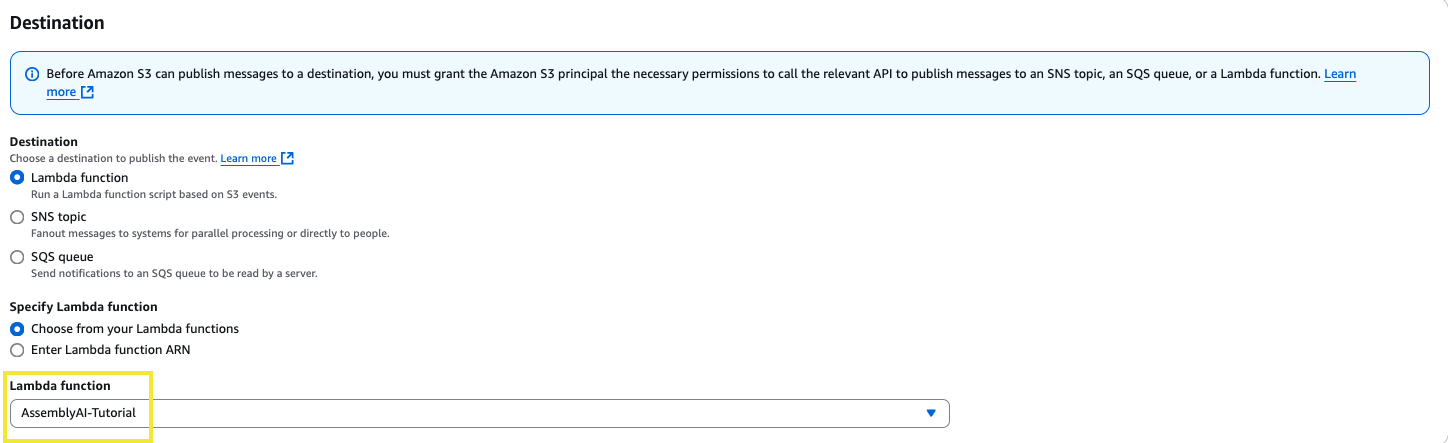 Destination
Before Amazon S3 can publish messages to a destination, you must grant the Amazon S3 principal the necessary permissions to call the relevant API to publish messages to an SNS topic, an SQS queue, or a Lambda function. Learn
more
Destination
Choose a destination to publish the event. Learn more
Lambda function
Run a Lambda function script based on S3 events.
SNS topic
Fanout messages to systems for parallel processing or directly to people.
SQS queue
Send notifications to an SQS queue to be read by a server.
Specify Lambda function
Choose from your Lambda functions
Enter Lambda function ARN
Lambda function
AssemblyAI-Tutorial